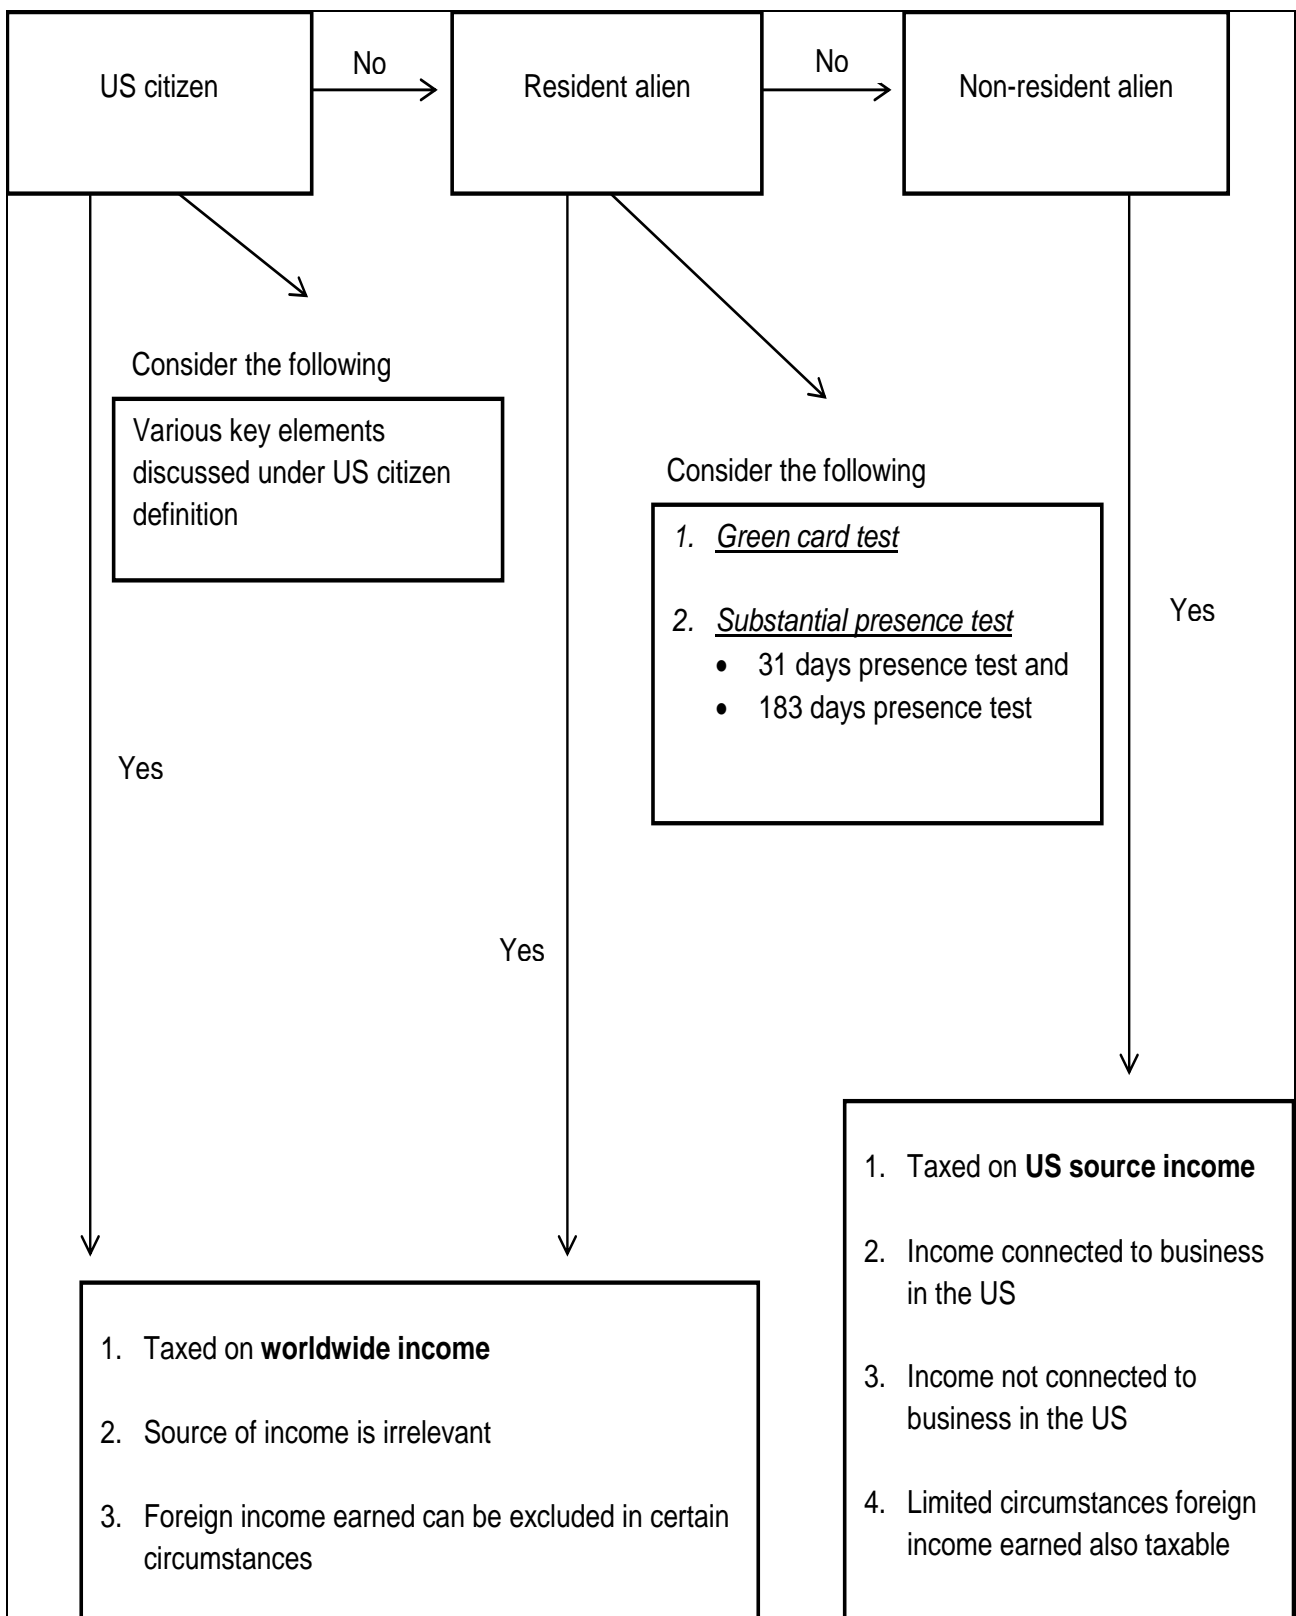 US citizen
No
Resident alien
No
Non-resident alien
Consider the following
Various key elements
discussed under US citizen
definition
Consider the following
1. Green card test
2. Substantial presence test
• 31 days presence test and
• 183 days presence test
Yes
Yes
Yes
1. Taxed on worldwide income
2. Source of income is irrelevant
3. Foreign income earned can be excluded in certain
circumstances
1. Taxed on US source income
2. Income connected to business
in the US
3. Income not connected to
business in the US
4. Limited circumstances foreign
income earned also taxable